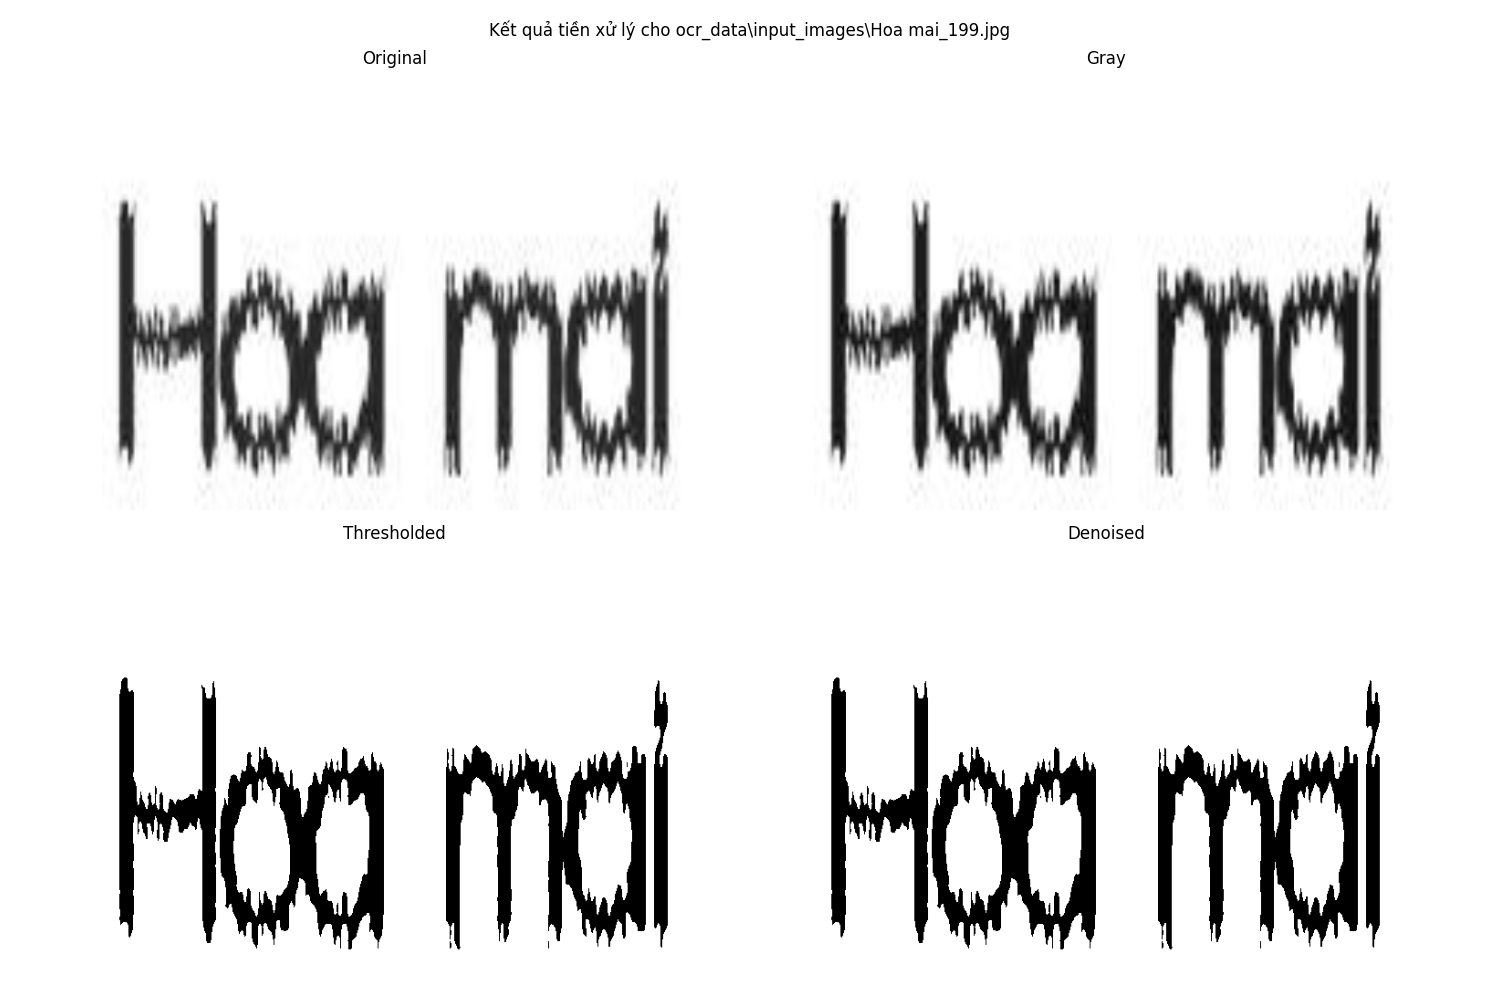 Kết quả tiền xử lý cho ocr_data\input_images\Hoa mai_199.jpg
Original
Gray
Hoa mai
Hoa mai
Thresholded
Denoised
Hoa mai
Hoa mai